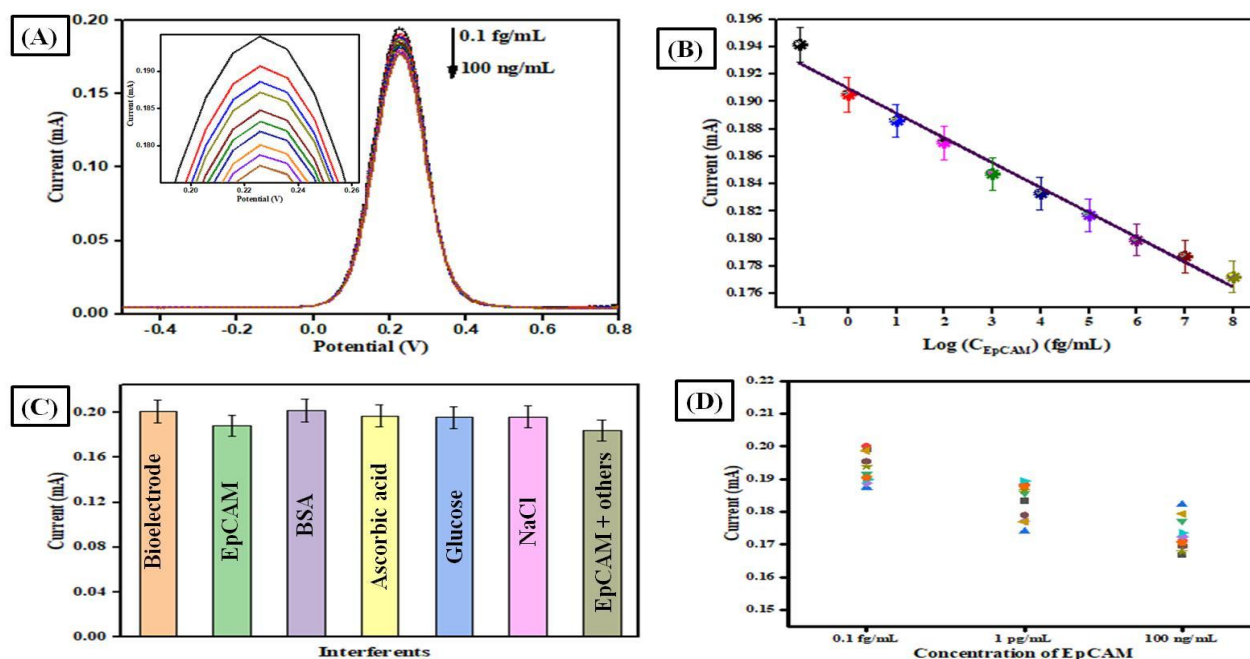 (A)
0.20
0.15
0.10
0.05
0.00
Current (mA)
-0.4 -0.2 0.0 0.2 0.4 0.6 0.8
Potential (V)
0.1 fg/mL
100 ng/mL
0.190
0.185
0.180
Current (mA)
0.20 0.22 0.24 0.26
Potential (V)
(B)
0.196
0.194
0.192
0.190
0.188
0.186
0.184
0.182
0.180
0.178
0.176
Current (mA)
-1 0 1 2 3 4 5 6 7 8
Log (C_EpCAM) (fg/mL)
(C)
0.20
0.16
0.12
0.08
0.04
0.00
Current (mA)
Bioelectrode
EpCAM
BSA
Ascorbic acid
Glucose
NaCl
EpCAM + others
Interferents
(D)
0.22
0.21
0.20
0.19
0.18
0.17
0.16
0.15
Current (mA)
0.1 fg/mL 1 pg/mL 100 ng/mL
Concentration of EpCAM